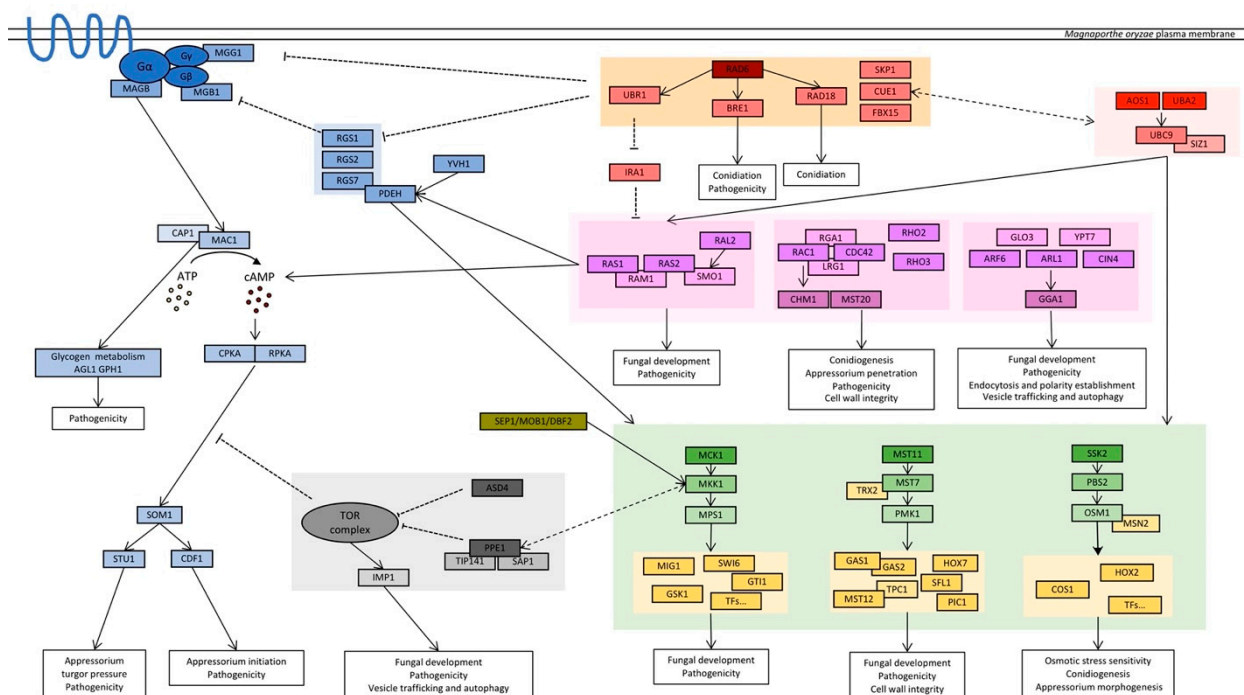 Magnaporthe oryzae plasma membrane
Gα
Gγ
Gβ
MGG1
MAGB
MGB1
RAD6
UBR1
BRE1
RAD18
SKP1
CUE1
FBX15
AOS1
UBA2
UBC9
SIZ1
RGS1
RGS2
RGS7
PDEH
YVH1
IRA1
Conidiation
Pathogenicity
Conidiation
CAP1
MAC1
ATP
cAMP
RAL2
RAS1
RAS2
RAM1
SMO1
RGA1
RAC1
CDC42
LRG1
RHO2
RHO3
CHM1
MST20
GLO3
YPT7
ARF6
ARL1
CIN4
GGA1
Glycogen metabolism
AGL1 GPH1
CPKA
RPKA
Pathogenicity
Fungal development
Pathogenicity
Conidiogenesis
Appressorium penetration
Pathogenicity
Cell wall integrity
Fungal development
Pathogenicity
Endocytosis and polarity establishment
Vesicle trafficking and autophagy
SEP1/MOB1/DBF2
MCK1
MKK1
MPS1
MST11
TRX2
MST7
PMK1
SSK2
PBS2
OSM1
MSN2
ASD4
TOR
complex
PPE1
TIP141
SAP1
IMP1
SOM1
STU1
CDF1
MIG1
SWI6
GTI1
GSK1
TFs...
GAS1
GAS2
HOX7
TPC1
SFL1
MST12
PIC1
HOX2
COS1
TFs...
Appressorium
turgor pressure
Pathogenicity
Appressorium initiation
Pathogenicity
Fungal development
Pathogenicity
Vesicle trafficking and autophagy
Fungal development
Pathogenicity
Fungal development
Pathogenicity
Cell wall integrity
Osmotic stress sensitivity
Conidiogenesis
Appressorium morphogenesis